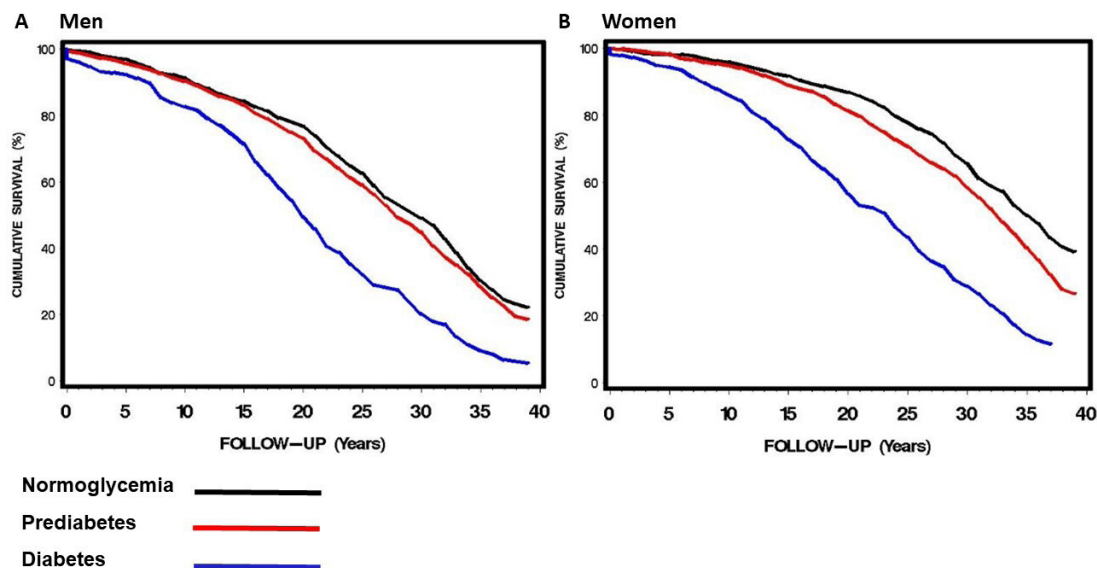 A Men
CUMULATIVE SURVIVAL (%)
100
80
60
40
20
0
0 5 10 15 20 25 30 35 40
FOLLOW—UP (Years)
B Women
CUMULATIVE SURVIVAL (%)
100
80
60
40
20
0
0 5 10 15 20 25 30 35 40
FOLLOW—UP (Years)
Normoglycemia
Prediabetes
Diabetes